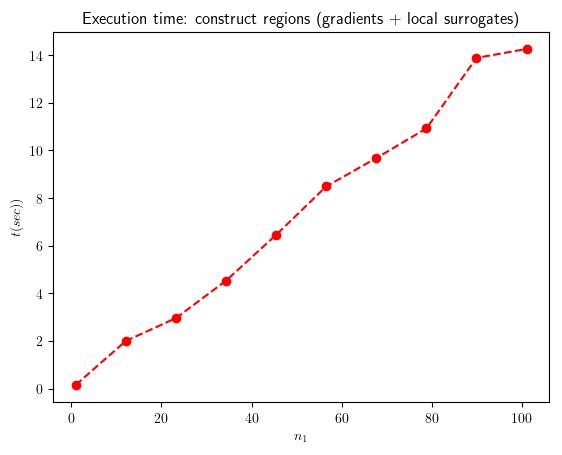 Execution time: construct regions (gradients + local surrogates)
14
12
10
8
6
4
2
0
t(sec))
0 20 40 60 80 100
n₁